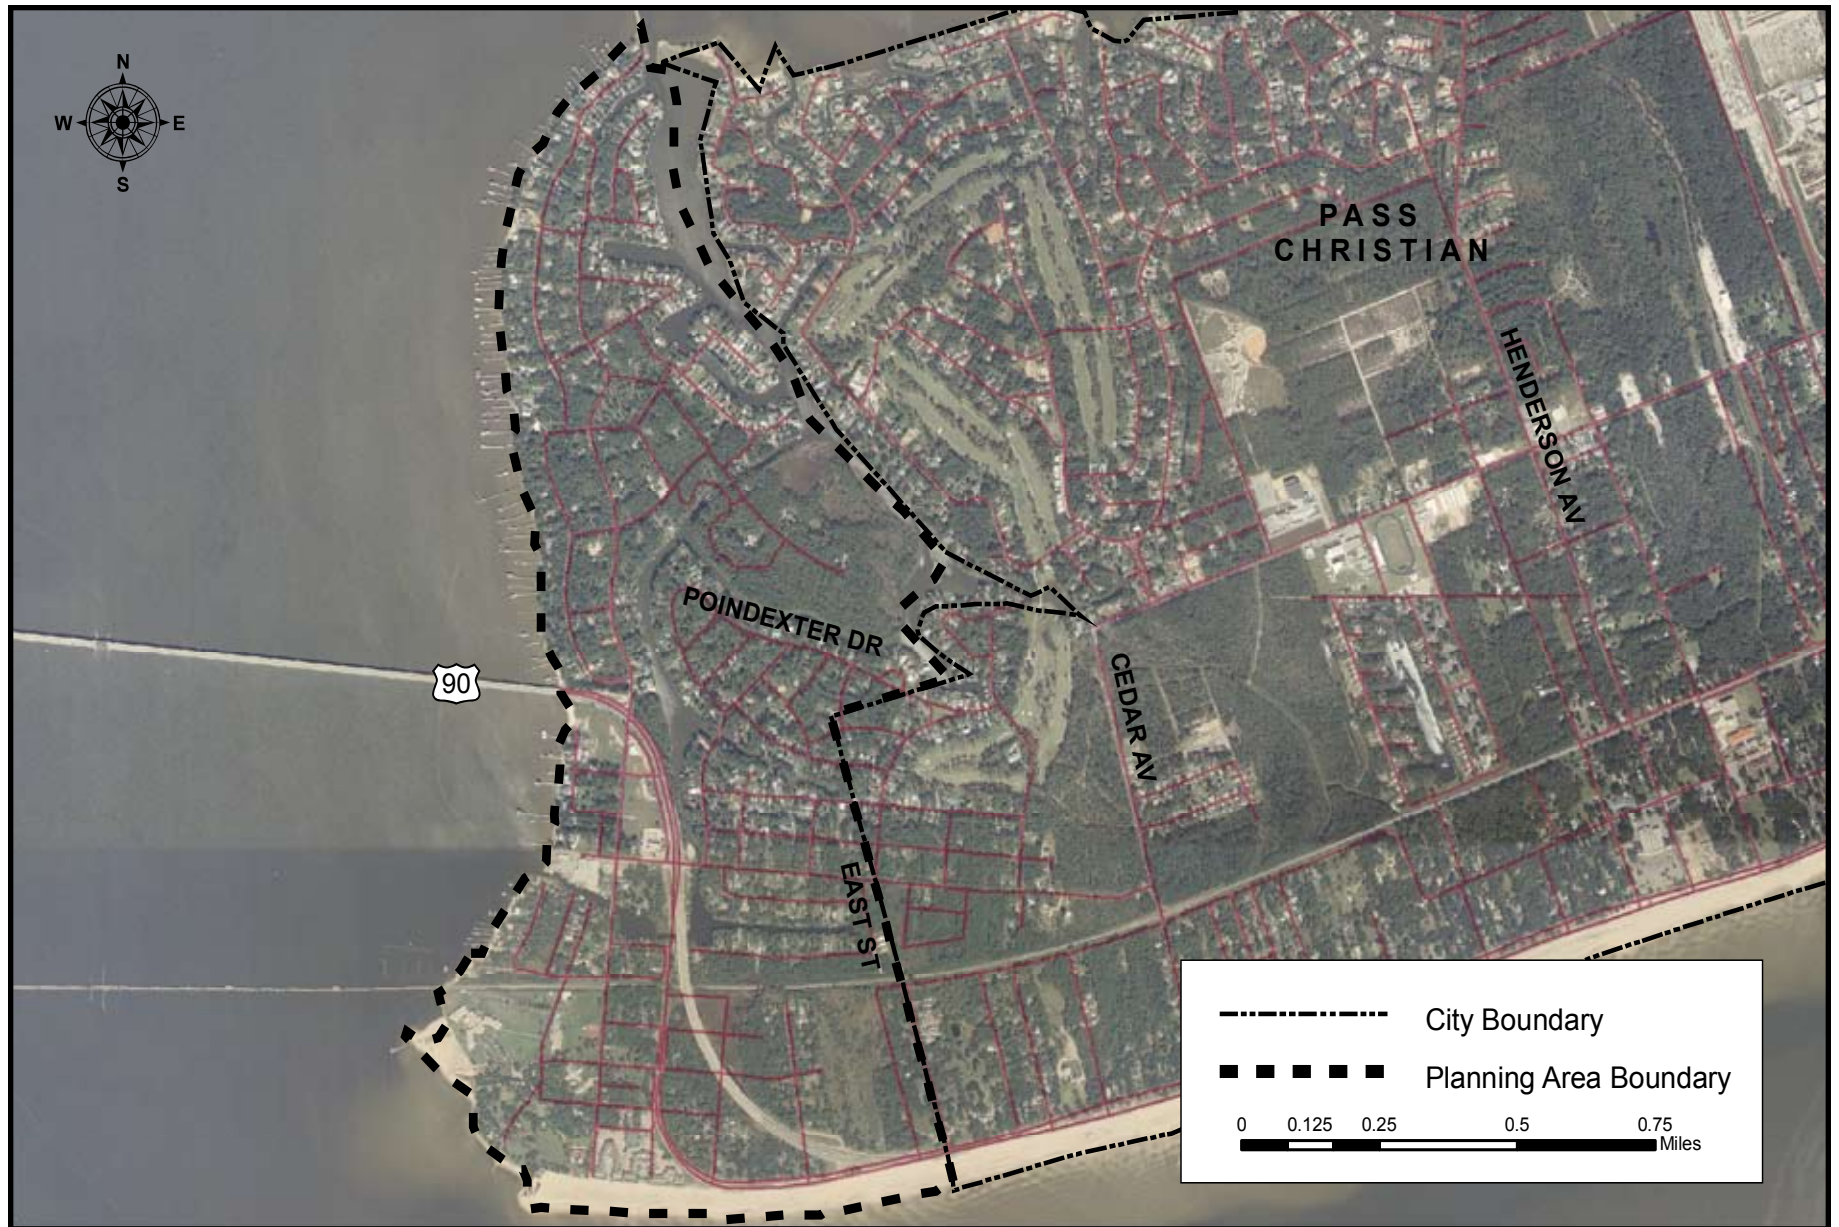 N
W E
S
PASS
CHRISTIAN
HENDERSON AV
POINDEXTER DR
90
CEDAR AV
EAST ST
City Boundary
Planning Area Boundary
0 0.125 0.25 0.5 0.75
Miles